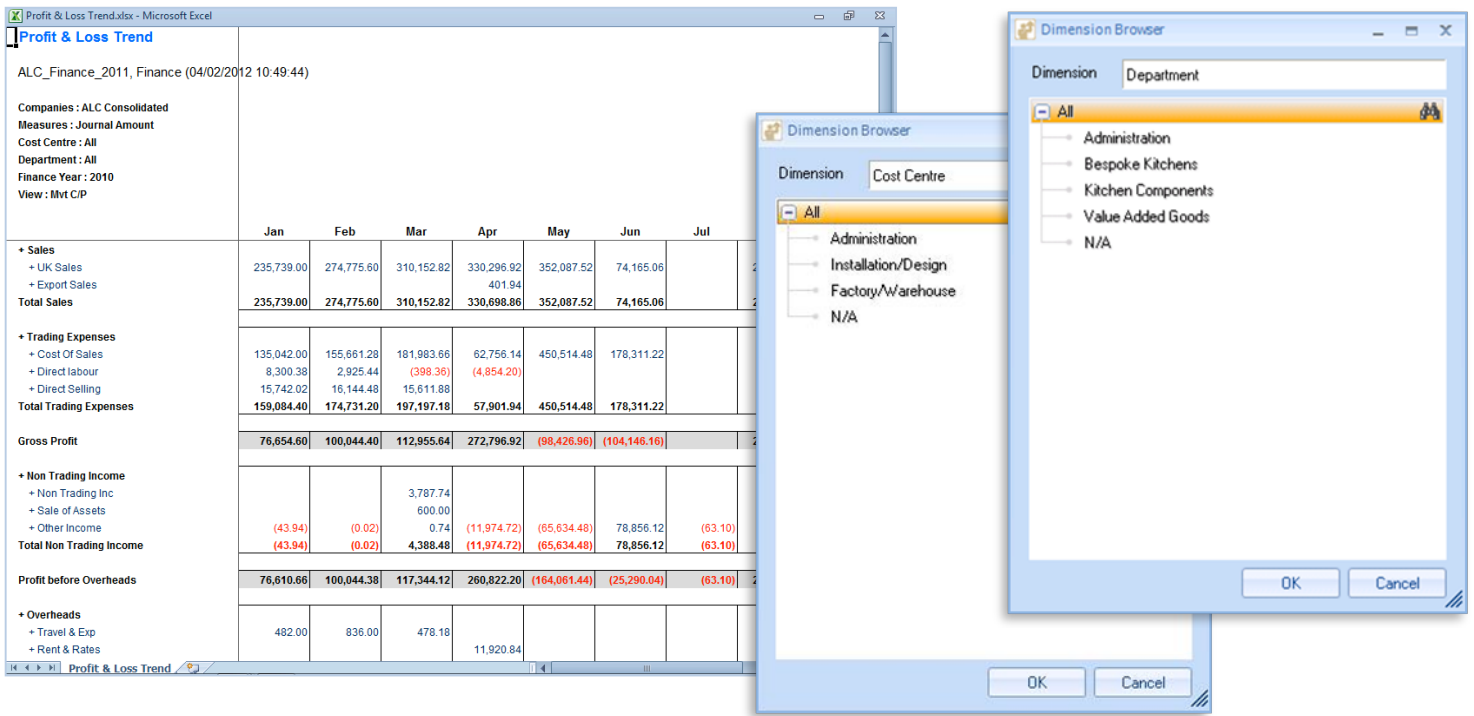 Profit & Loss Trend.xlsx - Microsoft Excel
Profit & Loss Trend
ALC_Finance_2011, Finance (04/02/2012 10:49:44)
Companies : ALC Consolidated
Measures : Journal Amount
Cost Centre : All
Department : All
Finance Year : 2010
View : Mvt C/P
Jan Feb Mar Apr May Jun Jul
+ Sales
+ UK Sales 235,739.00 274,775.60 310,152.82 330,296.92 352,087.52 74,165.06
+ Export Sales 401.94
Total Sales 235,739.00 274,775.60 310,152.82 330,698.86 352,087.52 74,165.06
+ Trading Expenses
+ Cost Of Sales 135,042.00 155,661.28 181,983.66 62,756.14 450,514.48 178,311.22
+ Direct labour 8,300.38 2,925.44 (398.36) (4,854.20)
+ Direct Selling 15,742.02 16,144.48 15,611.88
Total Trading Expenses 159,084.40 174,731.20 197,197.18 57,901.94 450,514.48 178,311.22
Gross Profit 76,654.60 100,044.40 112,955.64 272,796.92 (98,426.96) (104,146.16)
+ Non Trading Income
+ Non Trading Inc 3,787.74
+ Sale of Assets 600.00
+ Other Income (43.94) (0.02) 0.74 (11,974.72) (65,634.48) 78,856.12 (63.10)
Total Non Trading Income (43.94) (0.02) 4,388.48 (11,974.72) (65,634.48) 78,856.12 (63.10)
Profit before Overheads 76,610.66 100,044.38 117,344.12 260,822.20 (164,061.44) (25,290.04) (63.10)
+ Overheads
+ Travel & Exp 482.00 836.00 478.18
+ Rent & Rates 11,920.84
Profit & Loss Trend
Dimension Browser
Dimension Cost Centre
All
Administration
Installation/Design
Factory/Warehouse
N/A
OK Cancel
Dimension Browser
Dimension Department
All
Administration
Bespoke Kitchens
Kitchen Components
Value Added Goods
N/A
OK Cancel